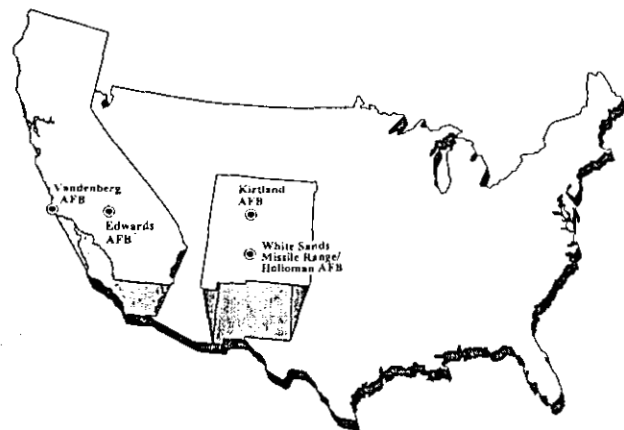 Vandenberg
AFB
Edwards
AFB
Kirtland
AFB
White Sands
Missile Range/
Holloman AFB